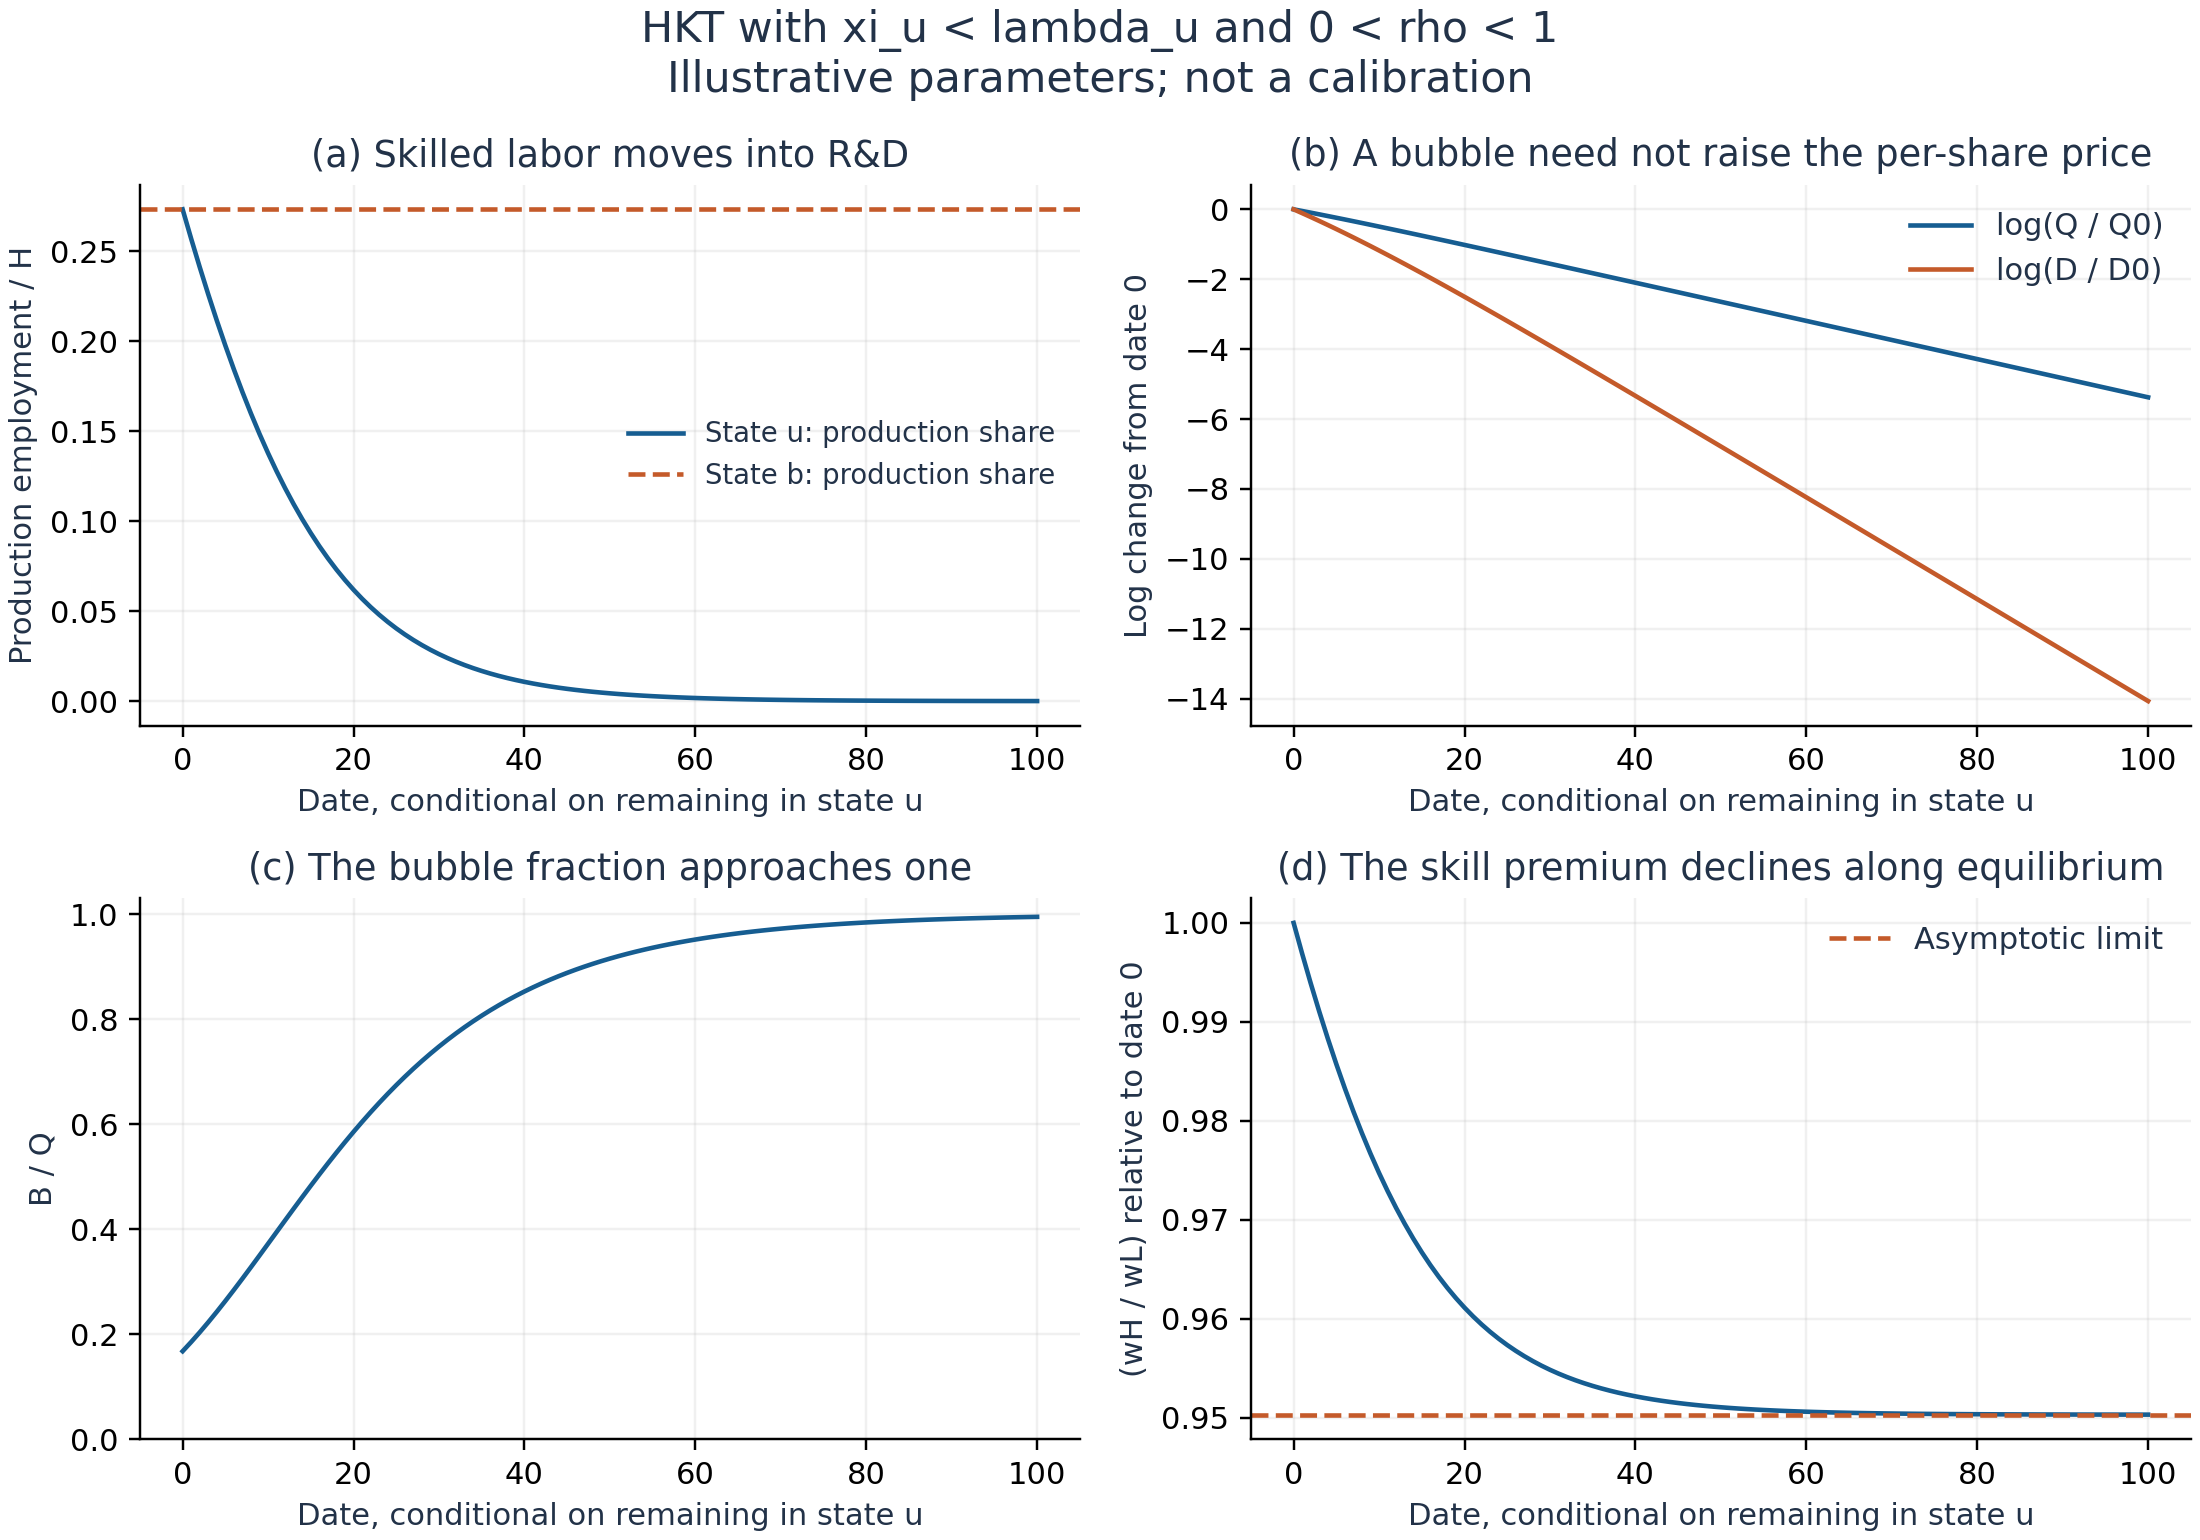 HKT with xi_u < lambda_u and 0 < rho < 1
Illustrative parameters; not a calibration
(a) Skilled labor moves into R&D
Production employment / H
0.25
0.20
0.15
0.10
0.05
0.00
State u: production share
State b: production share
0 20 40 60 80 100
Date, conditional on remaining in state u
(b) A bubble need not raise the per-share price
Log change from date 0
0
−2
−4
−6
−8
−10
−12
−14
log(Q / Q0)
log(D / D0)
0 20 40 60 80 100
Date, conditional on remaining in state u
(c) The bubble fraction approaches one
B / Q
1.0
0.8
0.6
0.4
0.2
0.0
0 20 40 60 80 100
Date, conditional on remaining in state u
(d) The skill premium declines along equilibrium
(wH / wL) relative to date 0
1.00
0.99
0.98
0.97
0.96
0.95
Asymptotic limit
0 20 40 60 80 100
Date, conditional on remaining in state u